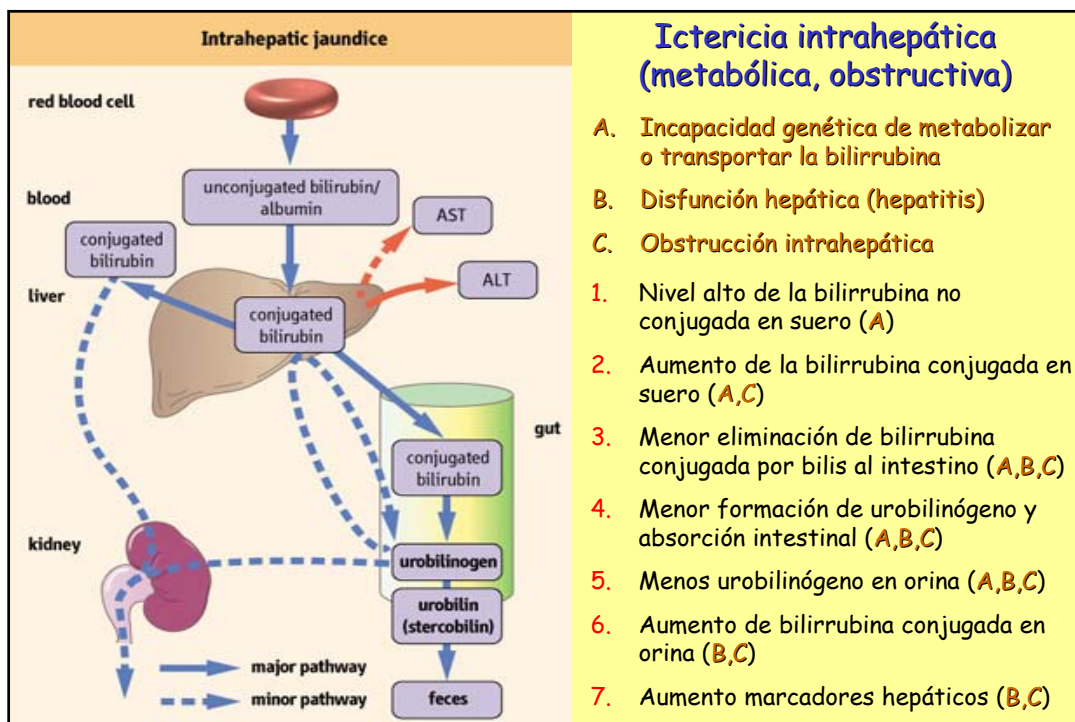 Intrahepatic jaundice
red blood cell
blood
unconjugated bilirubin/
albumin
AST
conjugated
bilirubin
ALT
liver
conjugated
bilirubin
gut
conjugated
bilirubin
kidney
urobilinogen
urobilin
(stercobilin)
major pathway
minor pathway
feces
Ictericia intrahepática
(metabólica, obstructiva)
A. Incapacidad genética de metabolizar
o transportar la bilirrubina
B. Disfunción hepática (hepatitis)
C. Obstrucción intrahepática
1. Nivel alto de la bilirrubina no
conjugada en suero (A)
2. Aumento de la bilirrubina conjugada en
suero (A,C)
3. Menor eliminación de bilirrubina
conjugada por bilis al intestino (A,B,C)
4. Menor formación de urobilinógeno y
absorción intestinal (A,B,C)
5. Menos urobilinógeno en orina (A,B,C)
6. Aumento de bilirrubina conjugada en
orina (B,C)
7. Aumento marcadores hepáticos (B,C)